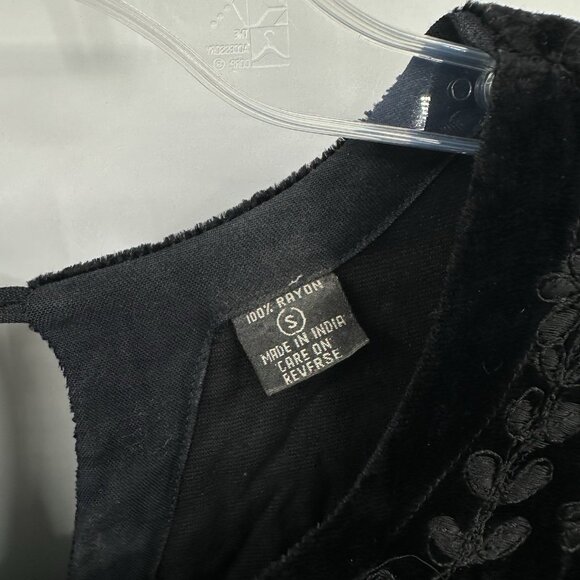 100% RAYON
S
MADE IN INDIA
CARE ON
REVERSE